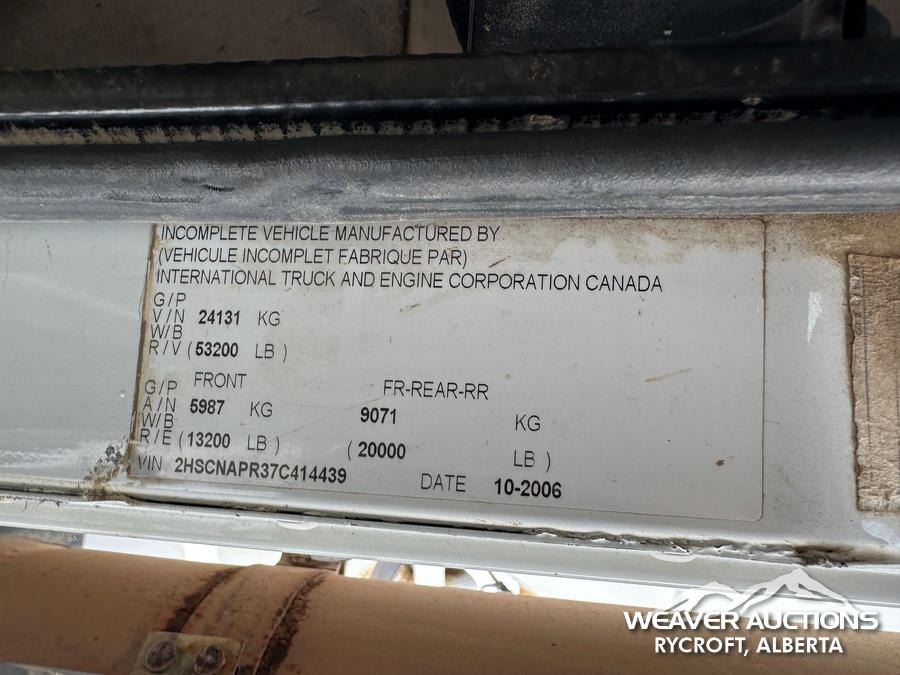 INCOMPLETE VEHICLE MANUFACTURED BY
(VEHICULE INCOMPLET FABRIQUE PAR)
INTERNATIONAL TRUCK AND ENGINE CORPORATION CANADA
G/P
V/N 24131 KG
W/B
R/V (53200 LB )
G/P FRONT FR-REAR-RR
A/N 5987 KG 9071 KG
W/B
R/E (13200 LB ) (20000 LB )
VIN 2HSCNAPR37C414439 DATE 10-2006
WEAVER AUCTIONS
RYCROFT, ALBERTA